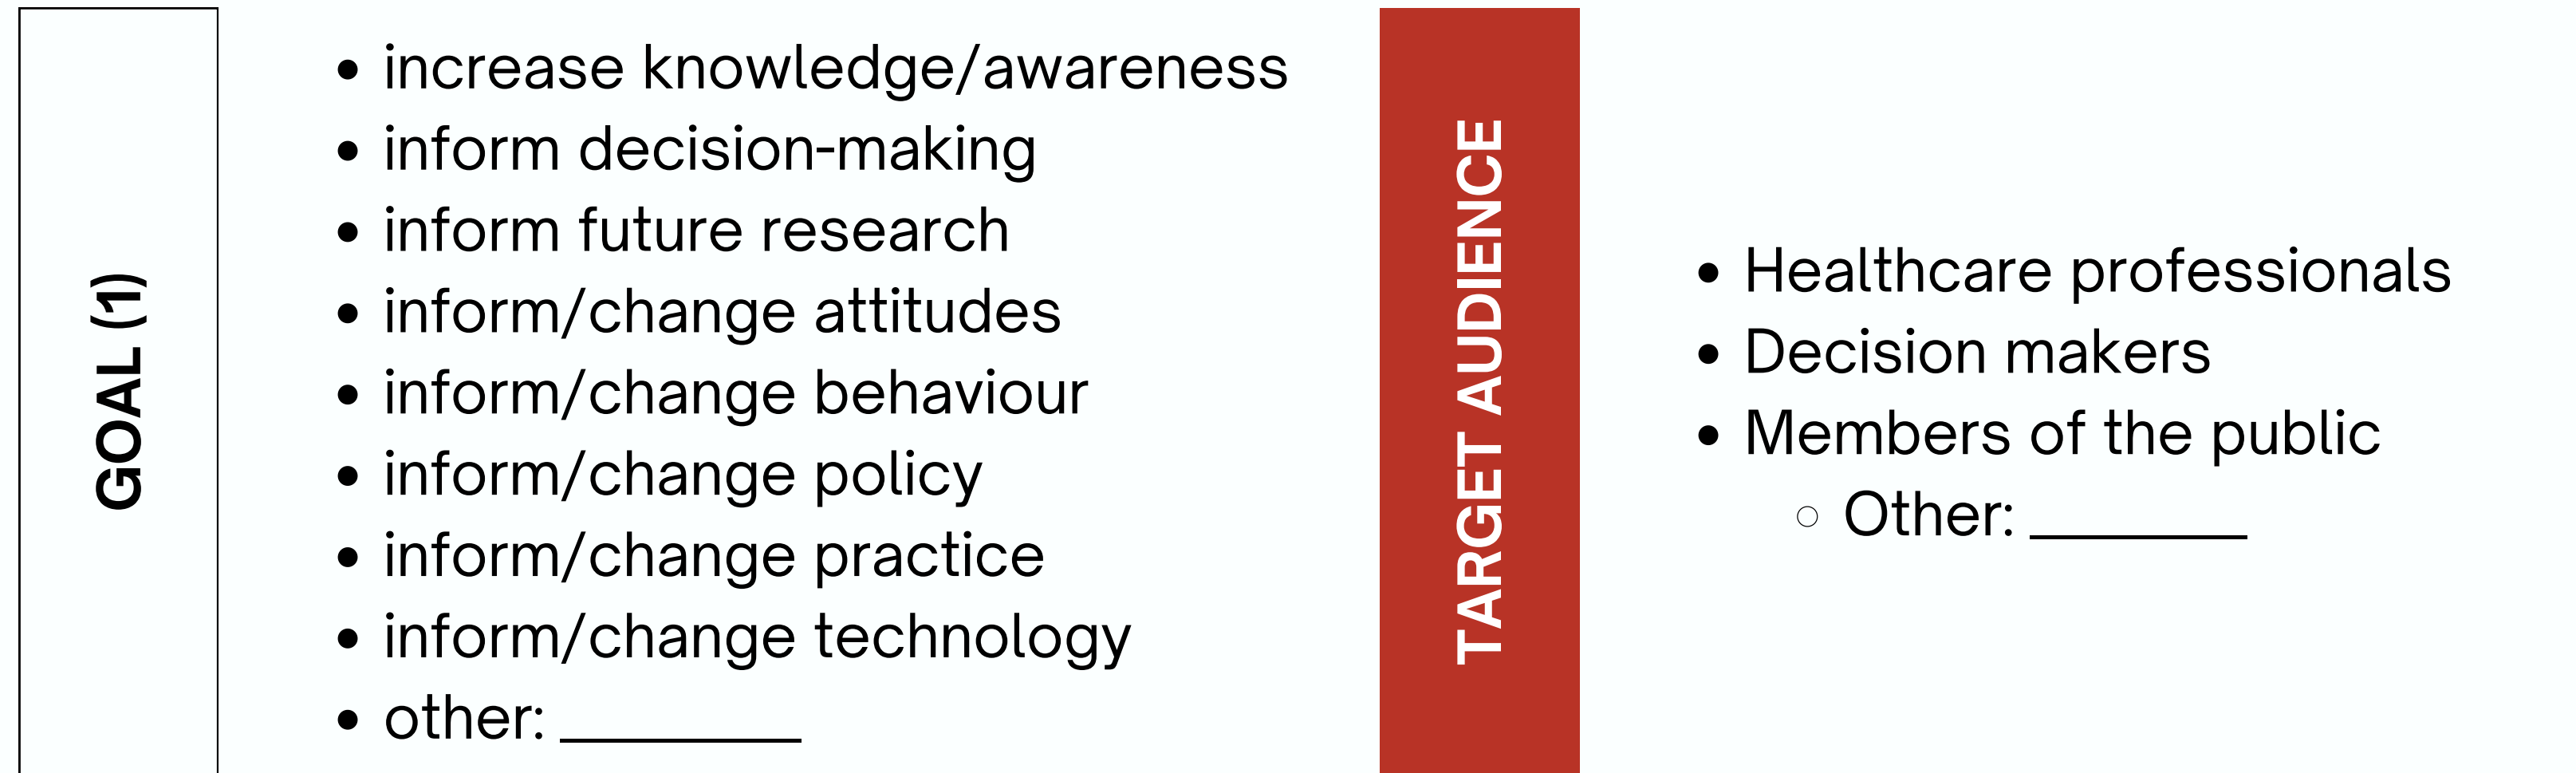 GOAL (1)
• increase knowledge/awareness
• inform decision-making
• inform future research
• inform/change attitudes
• inform/change behaviour
• inform/change policy
• inform/change practice
• inform/change technology
• other: ________
TARGET AUDIENCE
• Healthcare professionals
• Decision makers
• Members of the public
○ Other: _______